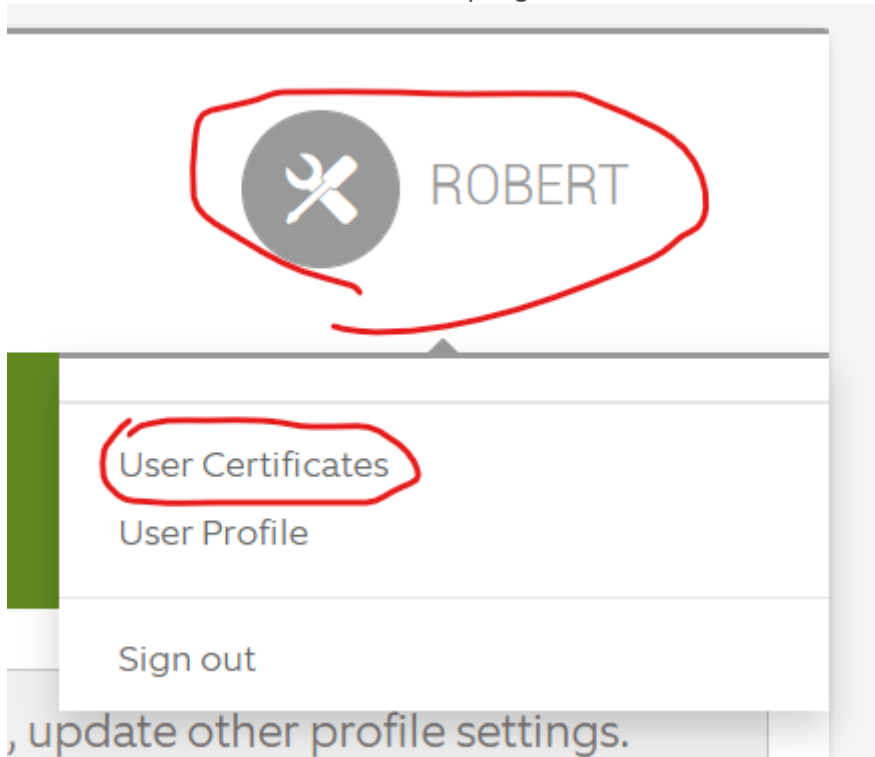 ROBERT
User Certificates
User Profile
Sign out
, update other profile settings.